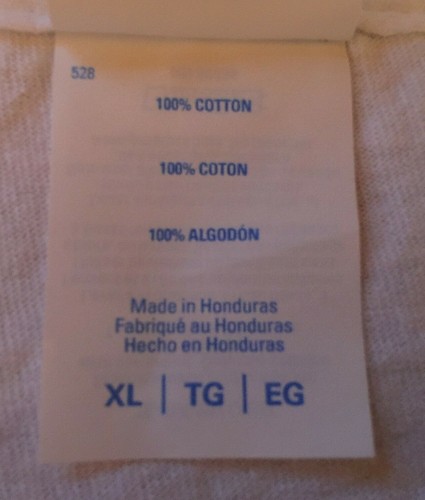 528
100% COTTON
100% COTON
100% ALGODÓN
Made in Honduras
Fabriqué au Honduras
Hecho en Honduras
XL | TG | EG